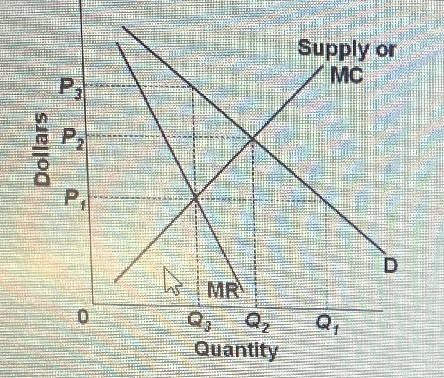 Supply or
MC
P3
P2
P1
Dollars
D
MR
0
Q3
Q2
Q1
Quantity